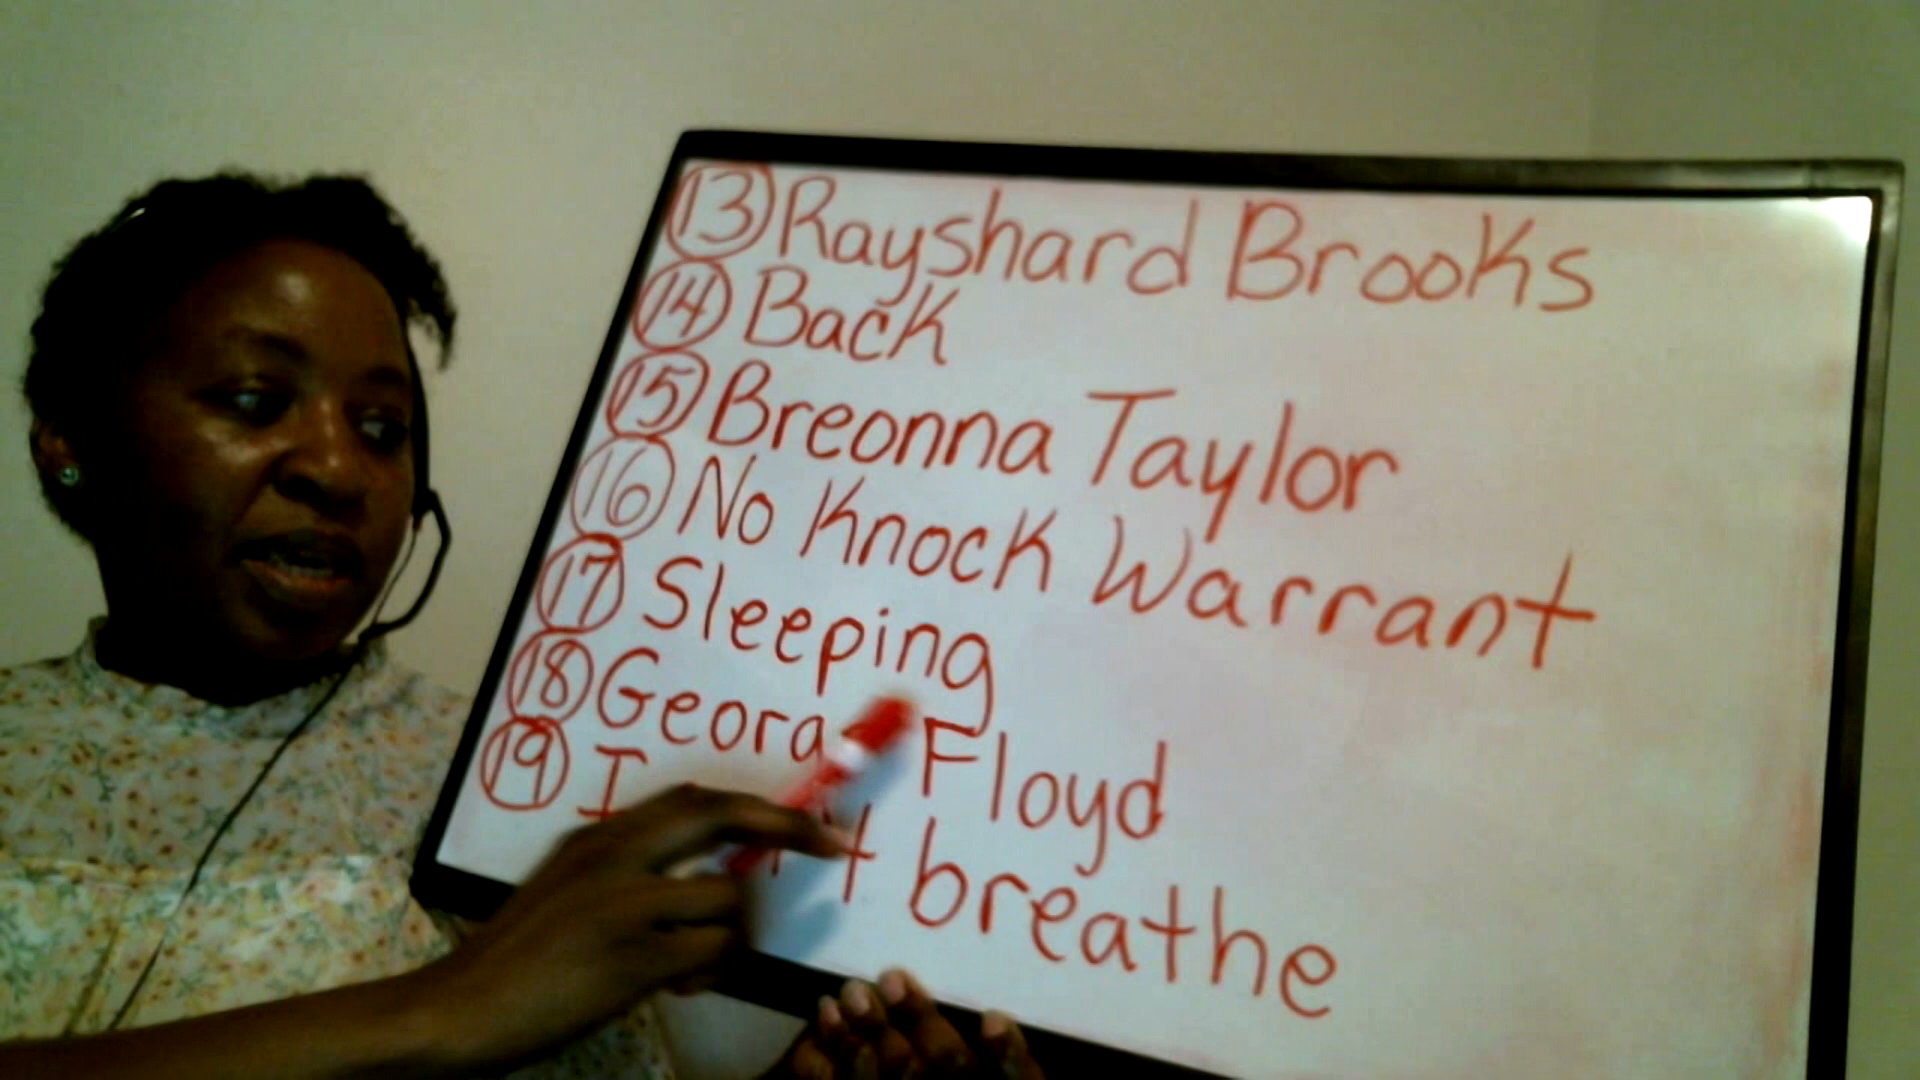 13 Rayshard Brooks
14 Back
15 Breonna Taylor
16 No Knock Warrant
17 Sleeping
18 Floyd
19 I breathe